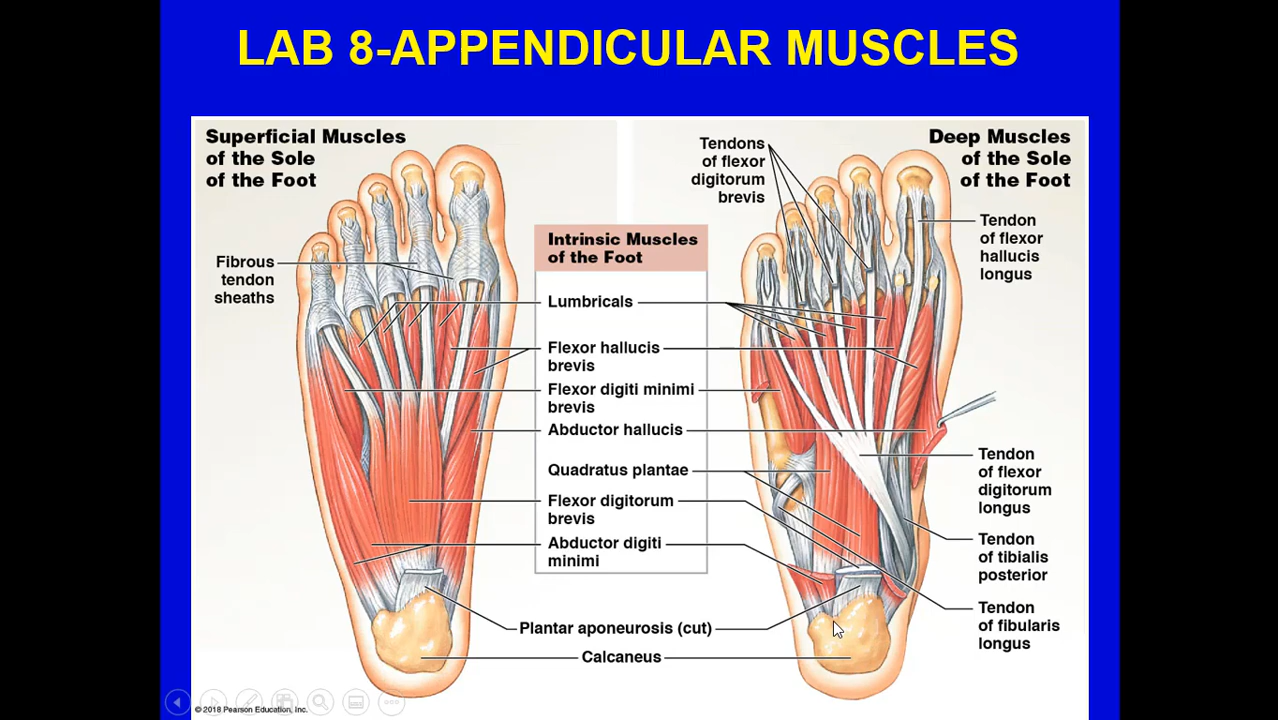 LAB 8-APPENDICULAR MUSCLES
Superficial Muscles
of the Sole
of the Foot
Fibrous
tendon
sheaths
Intrinsic Muscles
of the Foot
Lumbricals
Flexor hallucis
brevis
Flexor digiti minimi
brevis
Abductor hallucis
Quadratus plantae
Flexor digitorum
brevis
Abductor digiti
minimi
Plantar aponeurosis (cut)
Calcaneus
Tendons
of flexor
digitorum
brevis
Deep Muscles
of the Sole
of the Foot
Tendon
of flexor
hallucis
longus
Tendon
of flexor
digitorum
longus
Tendon
of tibialis
posterior
Tendon
of fibularis
longus
© 2018 Pearson Education, Inc.